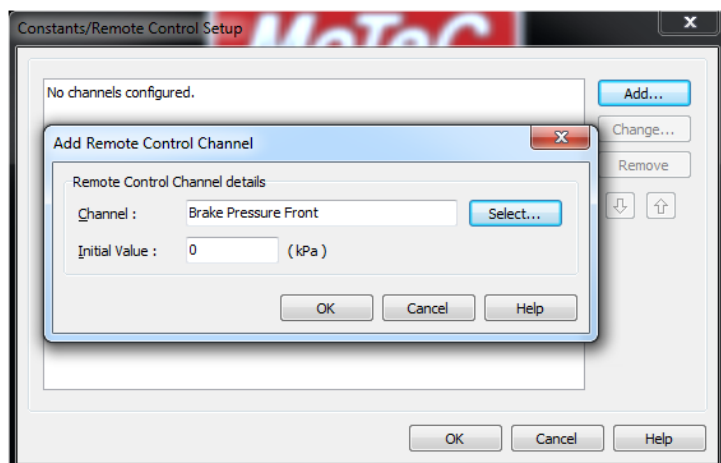 Constants/Remote Control Setup
MoTeC
X
No channels configured.
Add...
Change...
Remove
Add Remote Control Channel
X
Remote Control Channel details
Channel :
Brake Pressure Front
Select...
Initial Value :
0
( kPa )
OK
Cancel
Help
OK
Cancel
Help